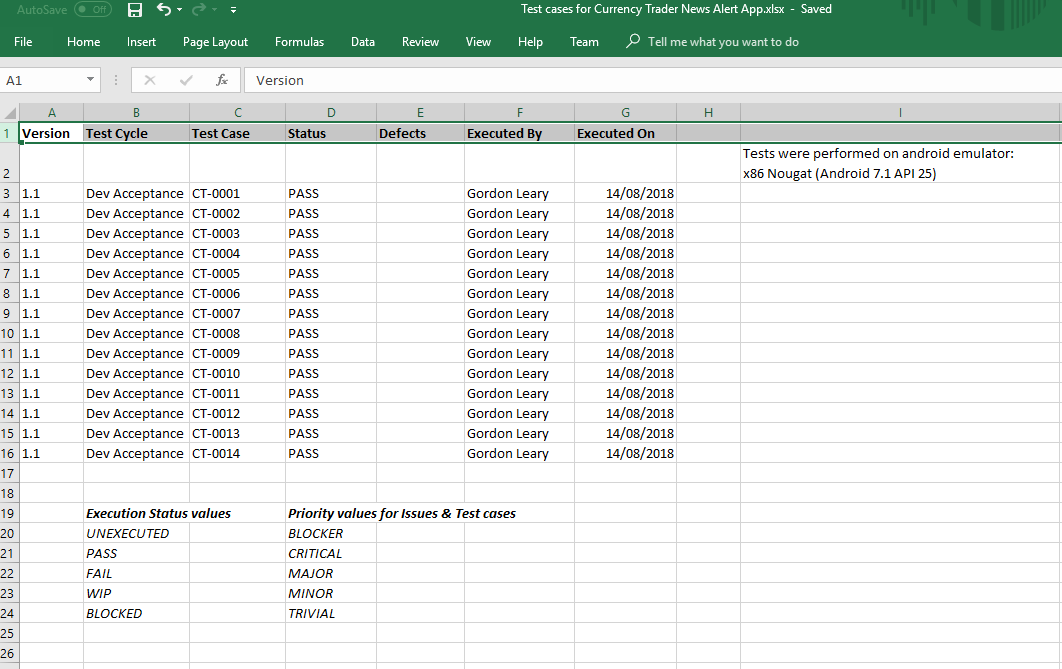 AutoSave Off Test cases for Currency Trader News Alert App.xlsx - Saved
File Home Insert Page Layout Formulas Data Review View Help Team Tell me what you want to do
A1 fx Version
A B C D E F G H I
1 Version Test Cycle Test Case Status Defects Executed By Executed On
Tests were performed on android emulator:
2 x86 Nougat (Android 7.1 API 25)
3 1.1 Dev Acceptance CT-0001 PASS Gordon Leary 14/08/2018
4 1.1 Dev Acceptance CT-0002 PASS Gordon Leary 14/08/2018
5 1.1 Dev Acceptance CT-0003 PASS Gordon Leary 14/08/2018
6 1.1 Dev Acceptance CT-0004 PASS Gordon Leary 14/08/2018
7 1.1 Dev Acceptance CT-0005 PASS Gordon Leary 14/08/2018
8 1.1 Dev Acceptance CT-0006 PASS Gordon Leary 14/08/2018
9 1.1 Dev Acceptance CT-0007 PASS Gordon Leary 14/08/2018
10 1.1 Dev Acceptance CT-0008 PASS Gordon Leary 14/08/2018
11 1.1 Dev Acceptance CT-0009 PASS Gordon Leary 14/08/2018
12 1.1 Dev Acceptance CT-0010 PASS Gordon Leary 14/08/2018
13 1.1 Dev Acceptance CT-0011 PASS Gordon Leary 14/08/2018
14 1.1 Dev Acceptance CT-0012 PASS Gordon Leary 14/08/2018
15 1.1 Dev Acceptance CT-0013 PASS Gordon Leary 14/08/2018
16 1.1 Dev Acceptance CT-0014 PASS Gordon Leary 14/08/2018
17
18
19 Execution Status values Priority values for Issues & Test cases
20 UNEXECUTED BLOCKER
21 PASS CRITICAL
22 FAIL MAJOR
23 WIP MINOR
24 BLOCKED TRIVIAL
25
26